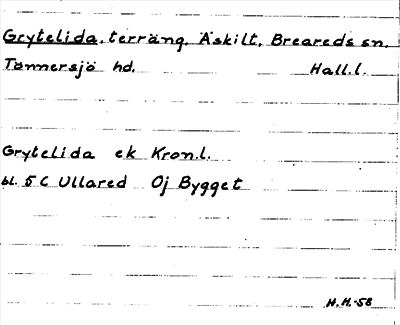 Grytelida, terräng, Äskilt, Breareds sn.
Tönnersjö hd. Hall.l.
Grytelida ek Kron.l.
bl. 5 C Ullared Oj Bygget
H.H.-58